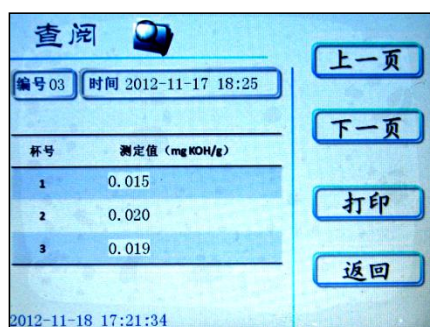 查阅
编号03 时间 2012-11-17 18:25
杯号 测定值（mgKOH/g）
1 0.015
2 0.020
3 0.019
2012-11-18 17:21:34
上一页
下一页
打印
返回